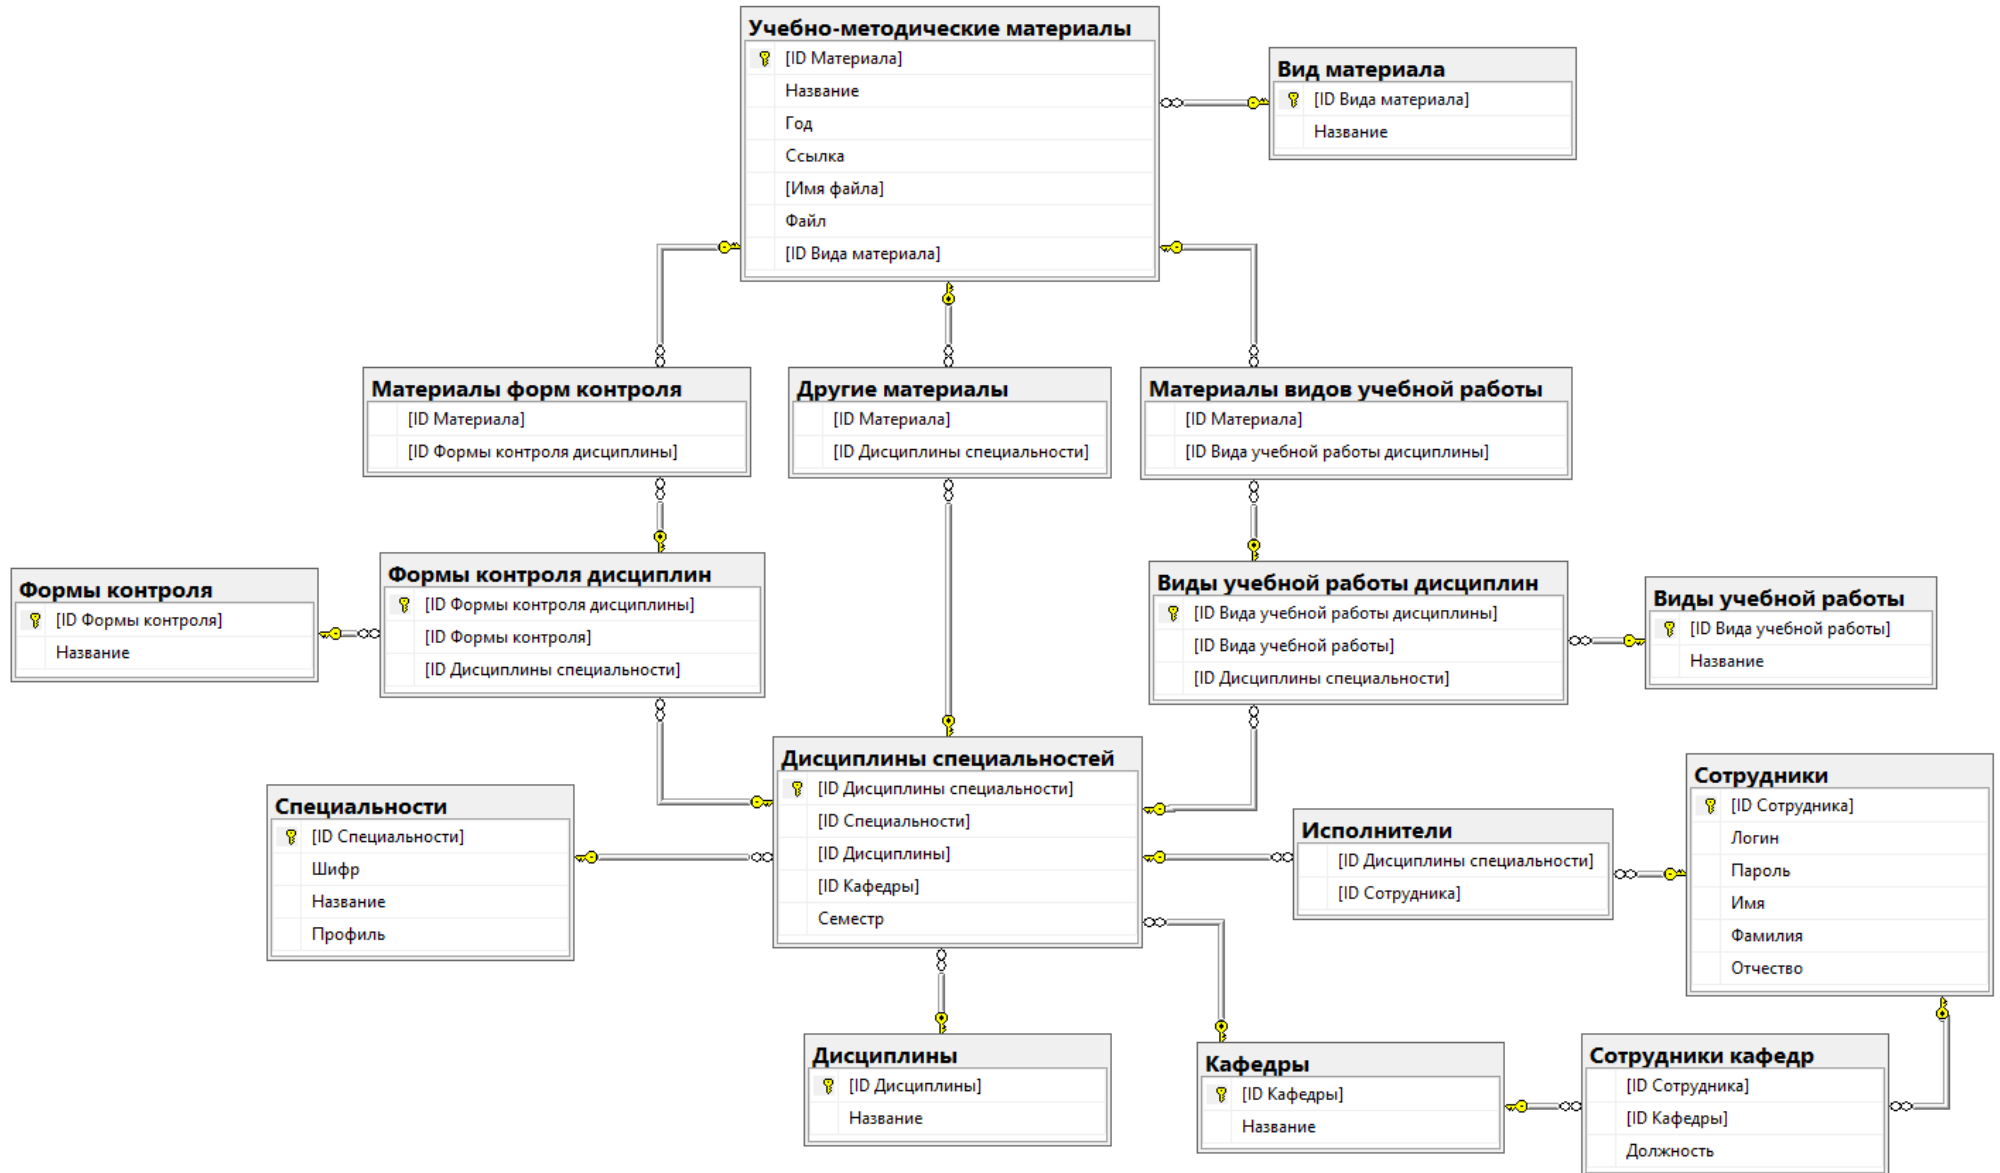 Учебно-методические материалы
[ID Материала]
Название
Год
Ссылка
[Имя файла]
Файл
[ID Вида материала]
Вид материала
[ID Вида материала]
Название
Материалы форм контроля
[ID Материала]
[ID Формы контроля дисциплины]
Другие материалы
[ID Материала]
[ID Дисциплины специальности]
Материалы видов учебной работы
[ID Материала]
[ID Вида учебной работы дисциплины]
Формы контроля
[ID Формы контроля]
Название
Формы контроля дисциплин
[ID Формы контроля дисциплины]
[ID Формы контроля]
[ID Дисциплины специальности]
Виды учебной работы дисциплин
[ID Вида учебной работы дисциплины]
[ID Вида учебной работы]
[ID Дисциплины специальности]
Виды учебной работы
[ID Вида учебной работы]
Название
Специальности
[ID Специальности]
Шифр
Название
Профиль
Дисциплины специальностей
[ID Дисциплины специальности]
[ID Специальности]
[ID Дисциплины]
[ID Кафедры]
Семестр
Исполнители
[ID Дисциплины специальности]
[ID Сотрудника]
Сотрудники
[ID Сотрудника]
Логин
Пароль
Имя
Фамилия
Отчество
Дисциплины
[ID Дисциплины]
Название
Кафедры
[ID Кафедры]
Название
Сотрудники кафедр
[ID Сотрудника]
[ID Кафедры]
Должность